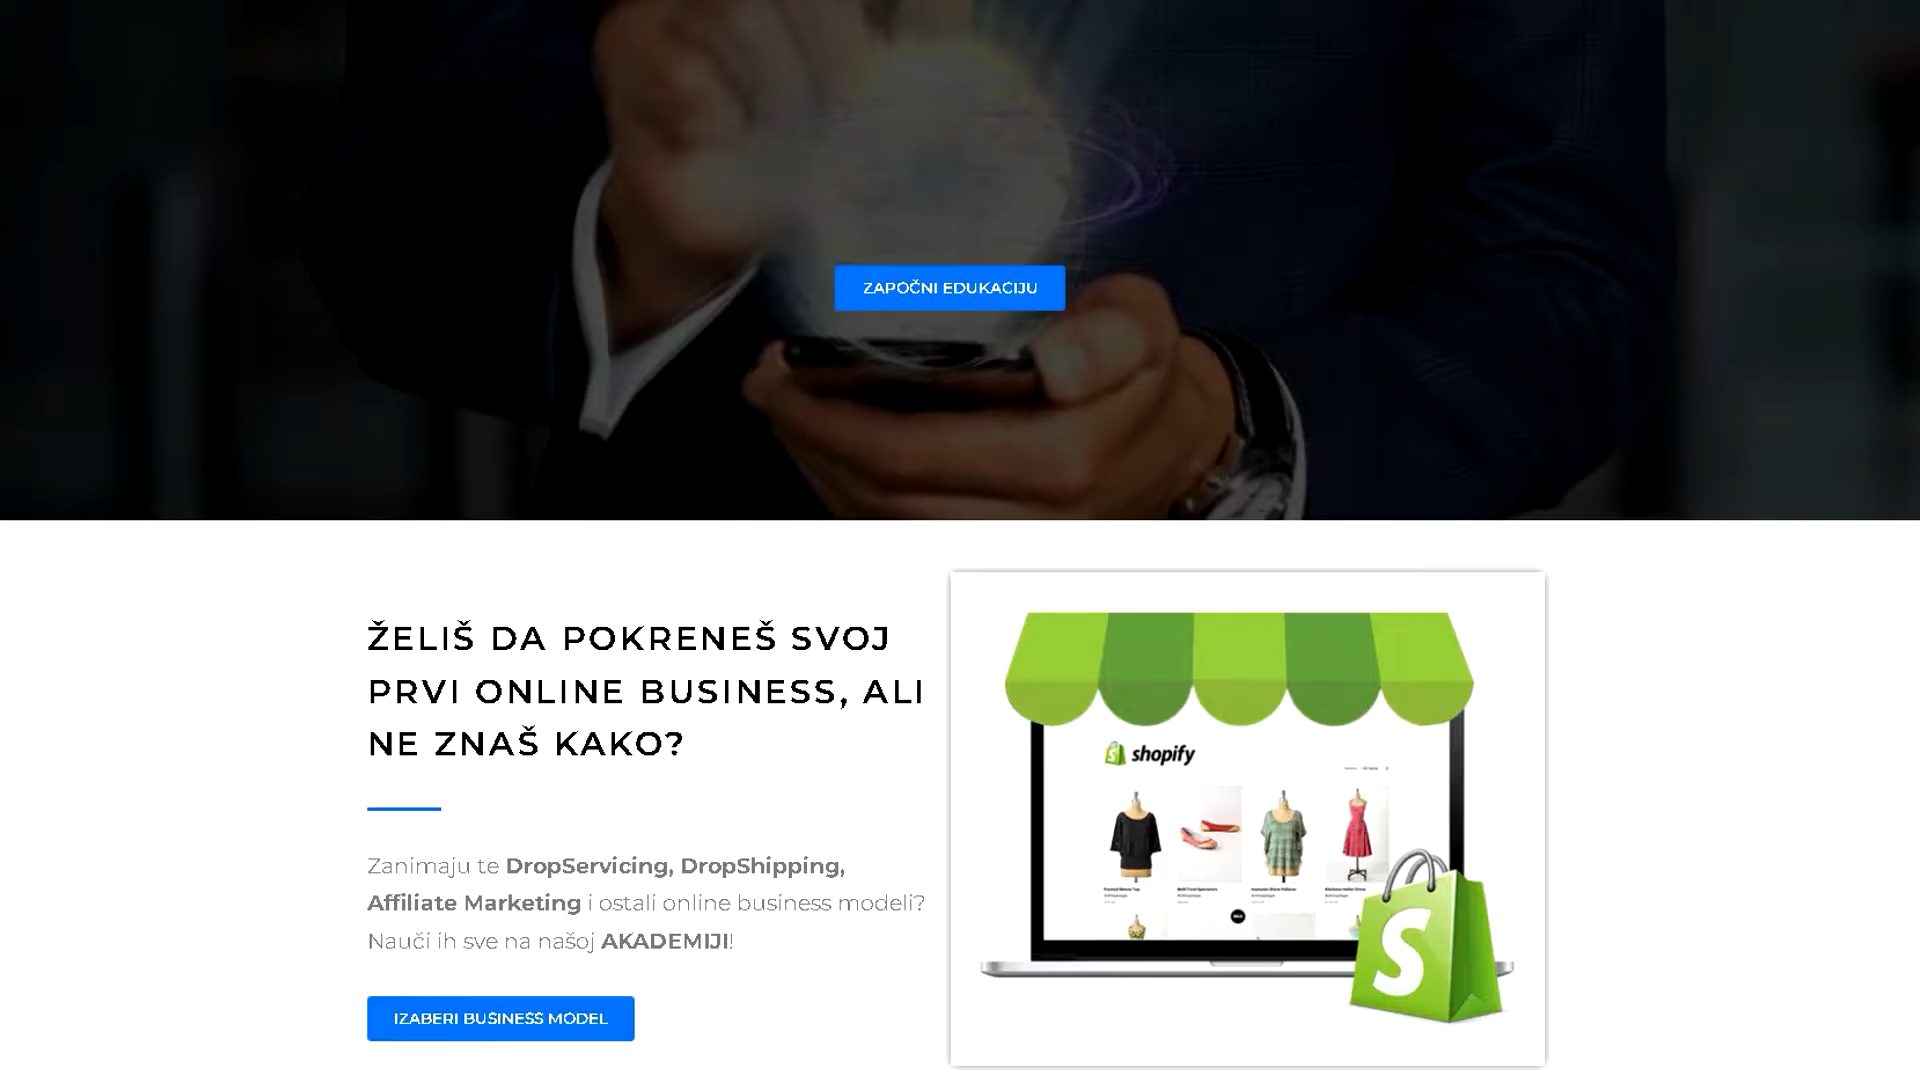 ZAPOČNI EDUKACIJU
ŽELIŠ DA POKRENEŠ SVOJ
PRVI ONLINE BUSINESS, ALI
NE ZNAŠ KAKO?
Zanimaju te DropServicing, DropShipping,
Affiliate Marketing i ostali online business modeli?
Nauči ih sve na našoj AKADEMIJI!
IZABERI BUSINESS MODEL
shopify